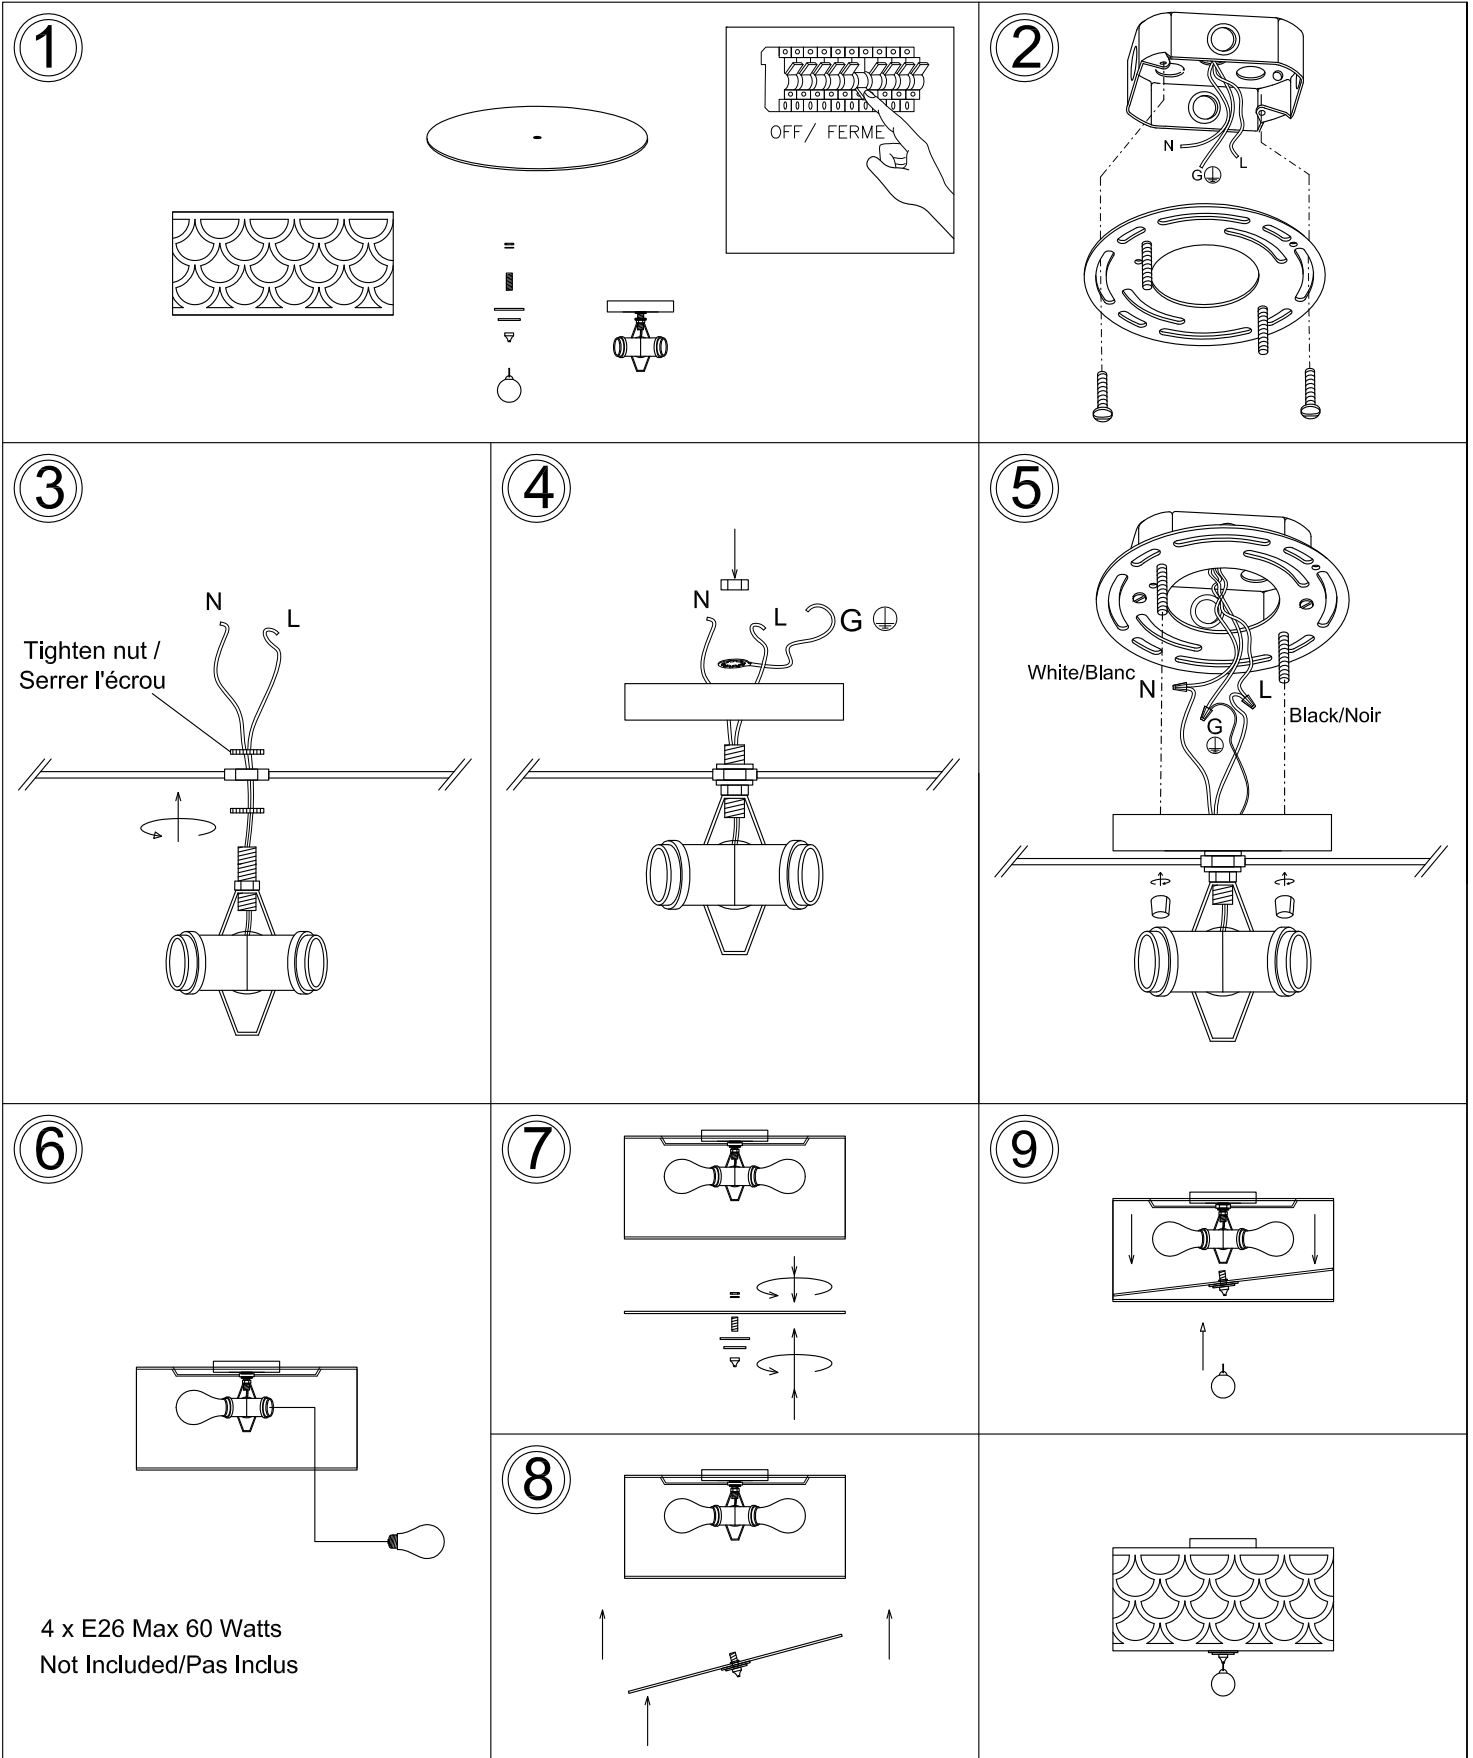 1
OFF/ FERME
2
N
G
L
3
N
L
Tighten nut /
Serrer l'écrou
4
N
L
G
5
White/Blanc
N
L
G
Black/Noir
6
4 x E26 Max 60 Watts
Not Included/Pas Inclus
7
8
9